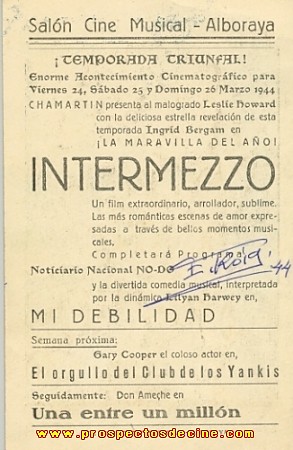 Salón Cine Musical - Alboraya
¡TEMPORADA TRIUNFAL!
Enorme Acontecimiento Cinematográfico para
Viernes 24, Sábado 25 y Domingo 26 Marzo 1944
CHAMARTIN presenta al malogrado Leslie Howard
con la deliciosa estrella revelación de esta
temporada Ingrid Bergam en
¡LA MARAVILLA DEL AÑO!
INTERMEZZO
Un film extraordinario, arrollador, sublime.
Las más románticas escenas de amor expre-
sadas a través de bellos momentos musi-
cales.
Completará Programa
Noticiario Nacional NO-DO
y la divertida comedia musical, interpretada
por la dinámica Lilyan Harwey en,
MI DEBILIDAD
Semana próxima:
Gary Cooper el coloso actor en,
El orgullo del Club de los Yankis
Seguidamente: Don Ameche en
Una entre un millón
www.prospectosdecine.com